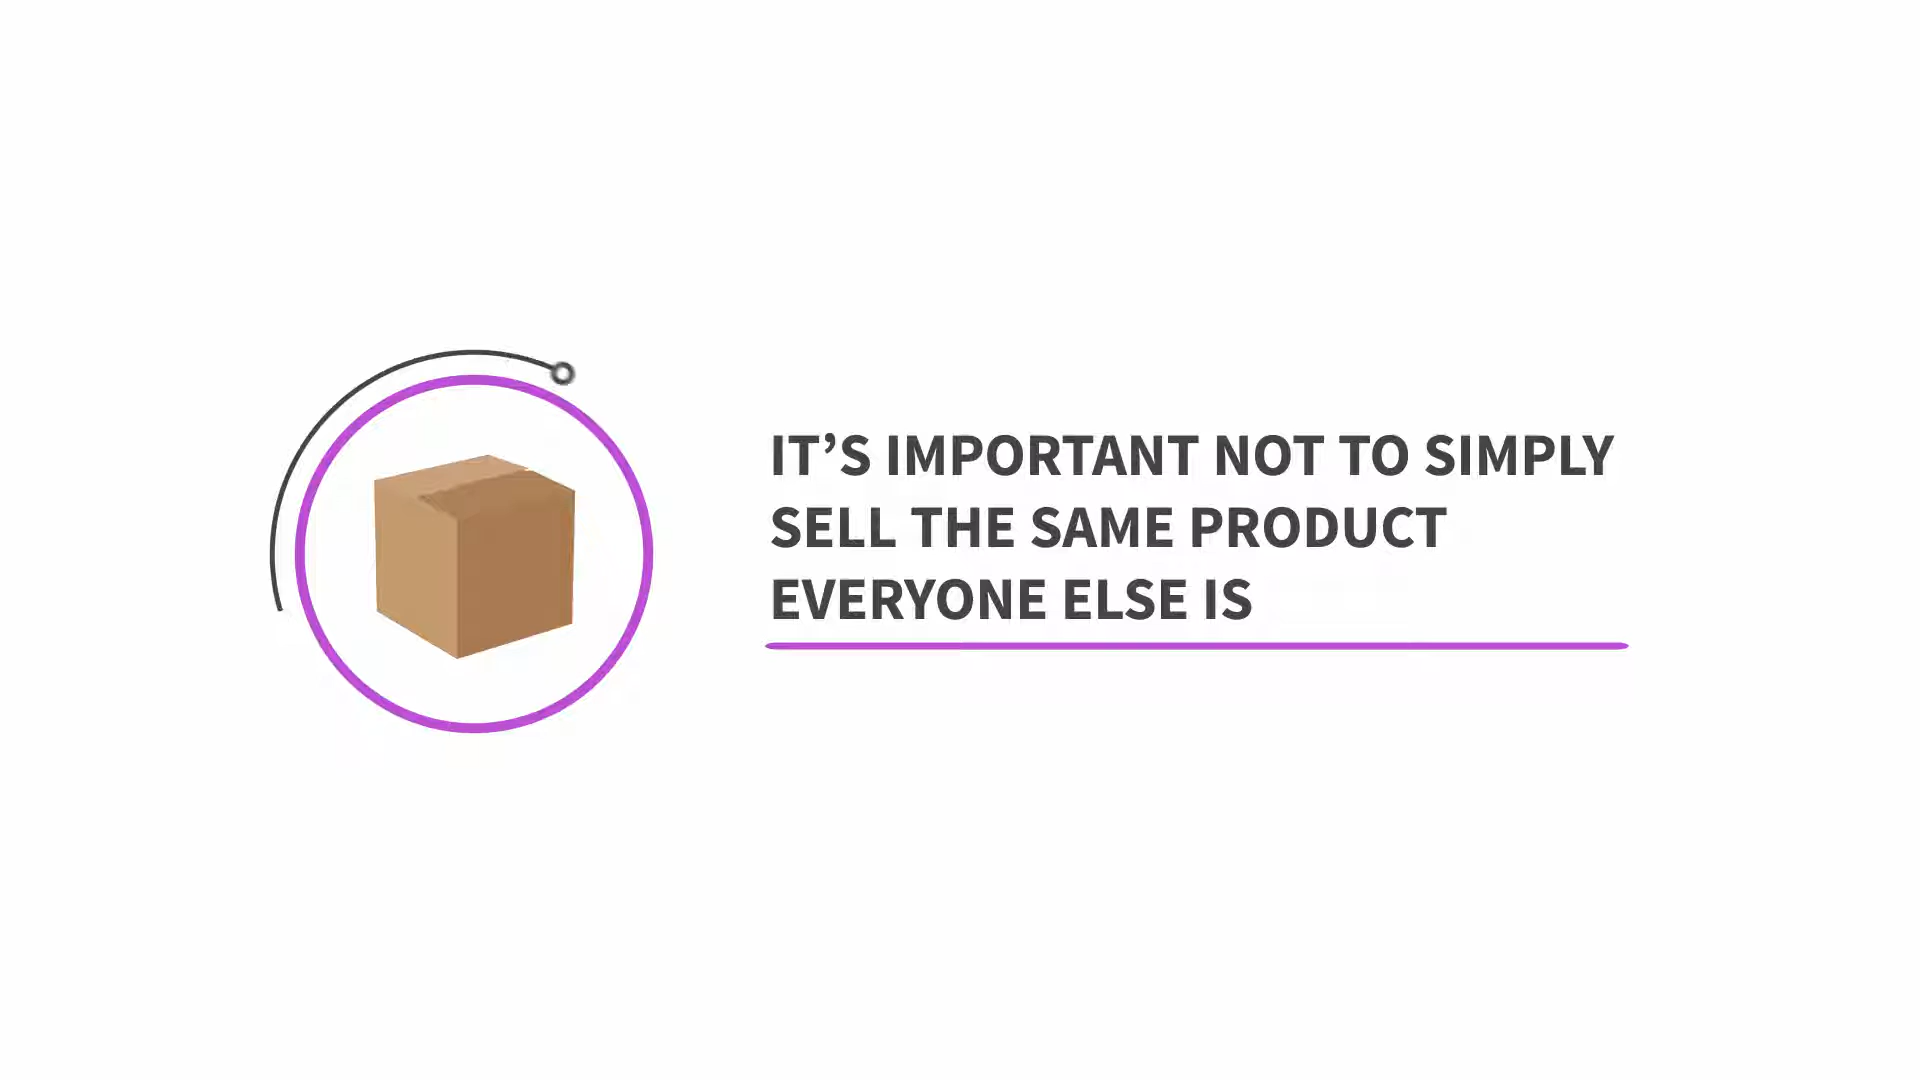 IT’S IMPORTANT NOT TO SIMPLY
SELL THE SAME PRODUCT
EVERYONE ELSE IS